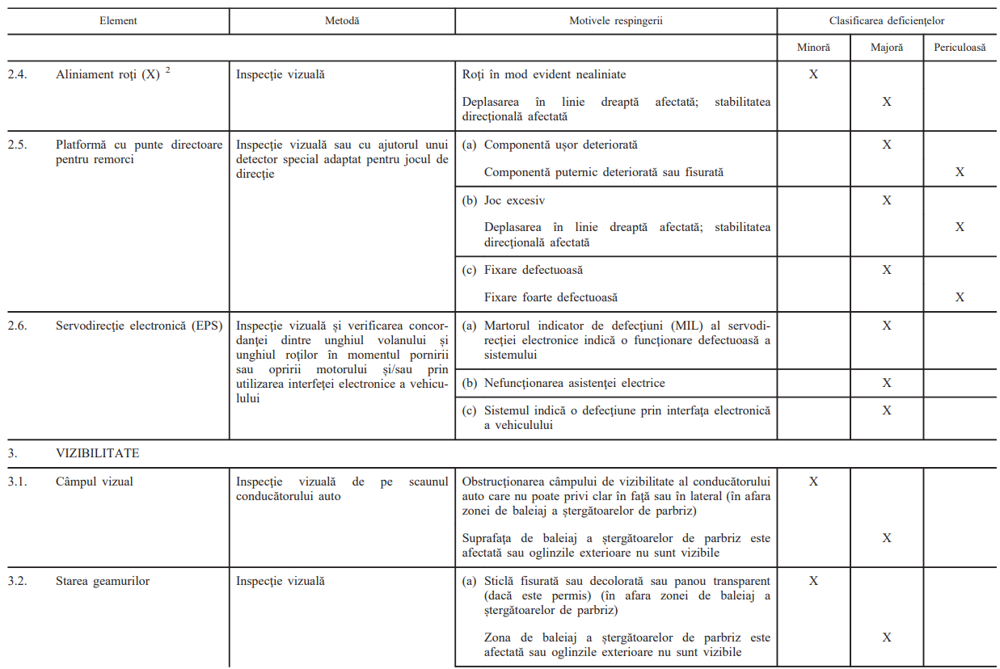 Element Metodă Motivele respingerii Clasificarea deficiențelor
Minoră Majoră Periculoasă
2.4. Aliniament roți (X) 2 Inspecție vizuală Roți în mod evident nealiniate X
Deplasarea în linie dreaptă afectată; stabilitatea X
direcțională afectată
2.5. Platformă cu punte directoare Inspecție vizuală sau cu ajutorul unui (a) Componentă ușor deteriorată X
pentru remorci detector special adaptat pentru jocul de
direcție
Componentă puternic deteriorată sau fisurată X
(b) Joc excesiv X
Deplasarea în linie dreaptă afectată; stabilitatea X
direcțională afectată
(c) Fixare defectuoasă X
Fixare foarte defectuoasă X
2.6. Servodirecție electronică (EPS) Inspecție vizuală și verificarea concor- (a) Martorul indicator de defecțiuni (MIL) al servodi- X
danței dintre unghiul volanului și recției electronice indică o funcționare defectuoasă a
unghiul roților în momentul pornirii sistemului
sau opririi motorului și/sau prin
utilizarea interfeței electronice a vehicu- (b) Nefuncționarea asistenței electrice X
lului
(c) Sistemul indică o defecțiune prin interfața electronică X
a vehiculului
3. VIZIBILITATE
3.1. Câmpul vizual Inspecție vizuală de pe scaunul Obstrucționarea câmpului de vizibilitate al conducătorului X
conducătorului auto auto care nu poate privi clar în față sau în lateral (în afara
zonei de baleiaj a ștergătoarelor de parbriz)
Suprafața de baleiaj a ștergătoarelor de parbriz este X
afectată sau oglinzile exterioare nu sunt vizibile
3.2. Starea geamurilor Inspecție vizuală (a) Sticlă fisurată sau decolorată sau panou transparent X
(dacă este permis) (în afara zonei de baleiaj a
ștergătoarelor de parbriz)
Zona de baleiaj a ștergătoarelor de parbriz este X
afectată sau oglinzile exterioare nu sunt vizibile